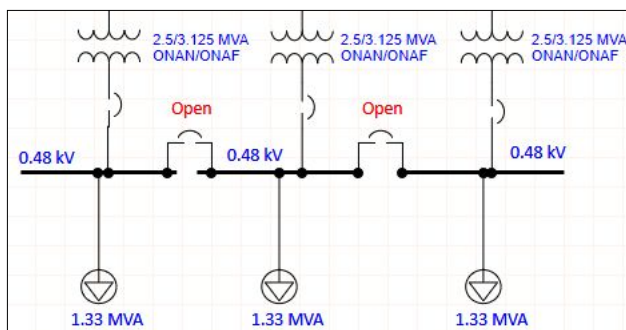 2.5/3.125 MVA
ONAN/ONAF
2.5/3.125 MVA
ONAN/ONAF
2.5/3.125 MVA
ONAN/ONAF
Open
Open
0.48 kV
0.48 kV
0.48 kV
1.33 MVA
1.33 MVA
1.33 MVA